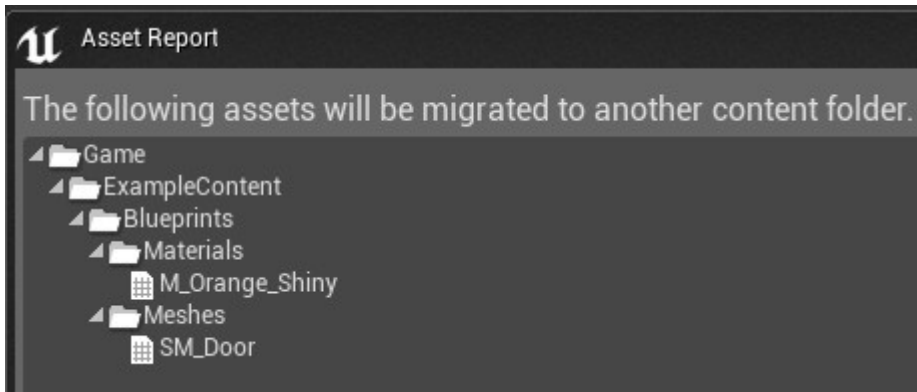 Asset Report
The following assets will be migrated to another content folder.
Game
ExampleContent
Blueprints
Materials
M_Orange_Shiny
Meshes
SM_Door